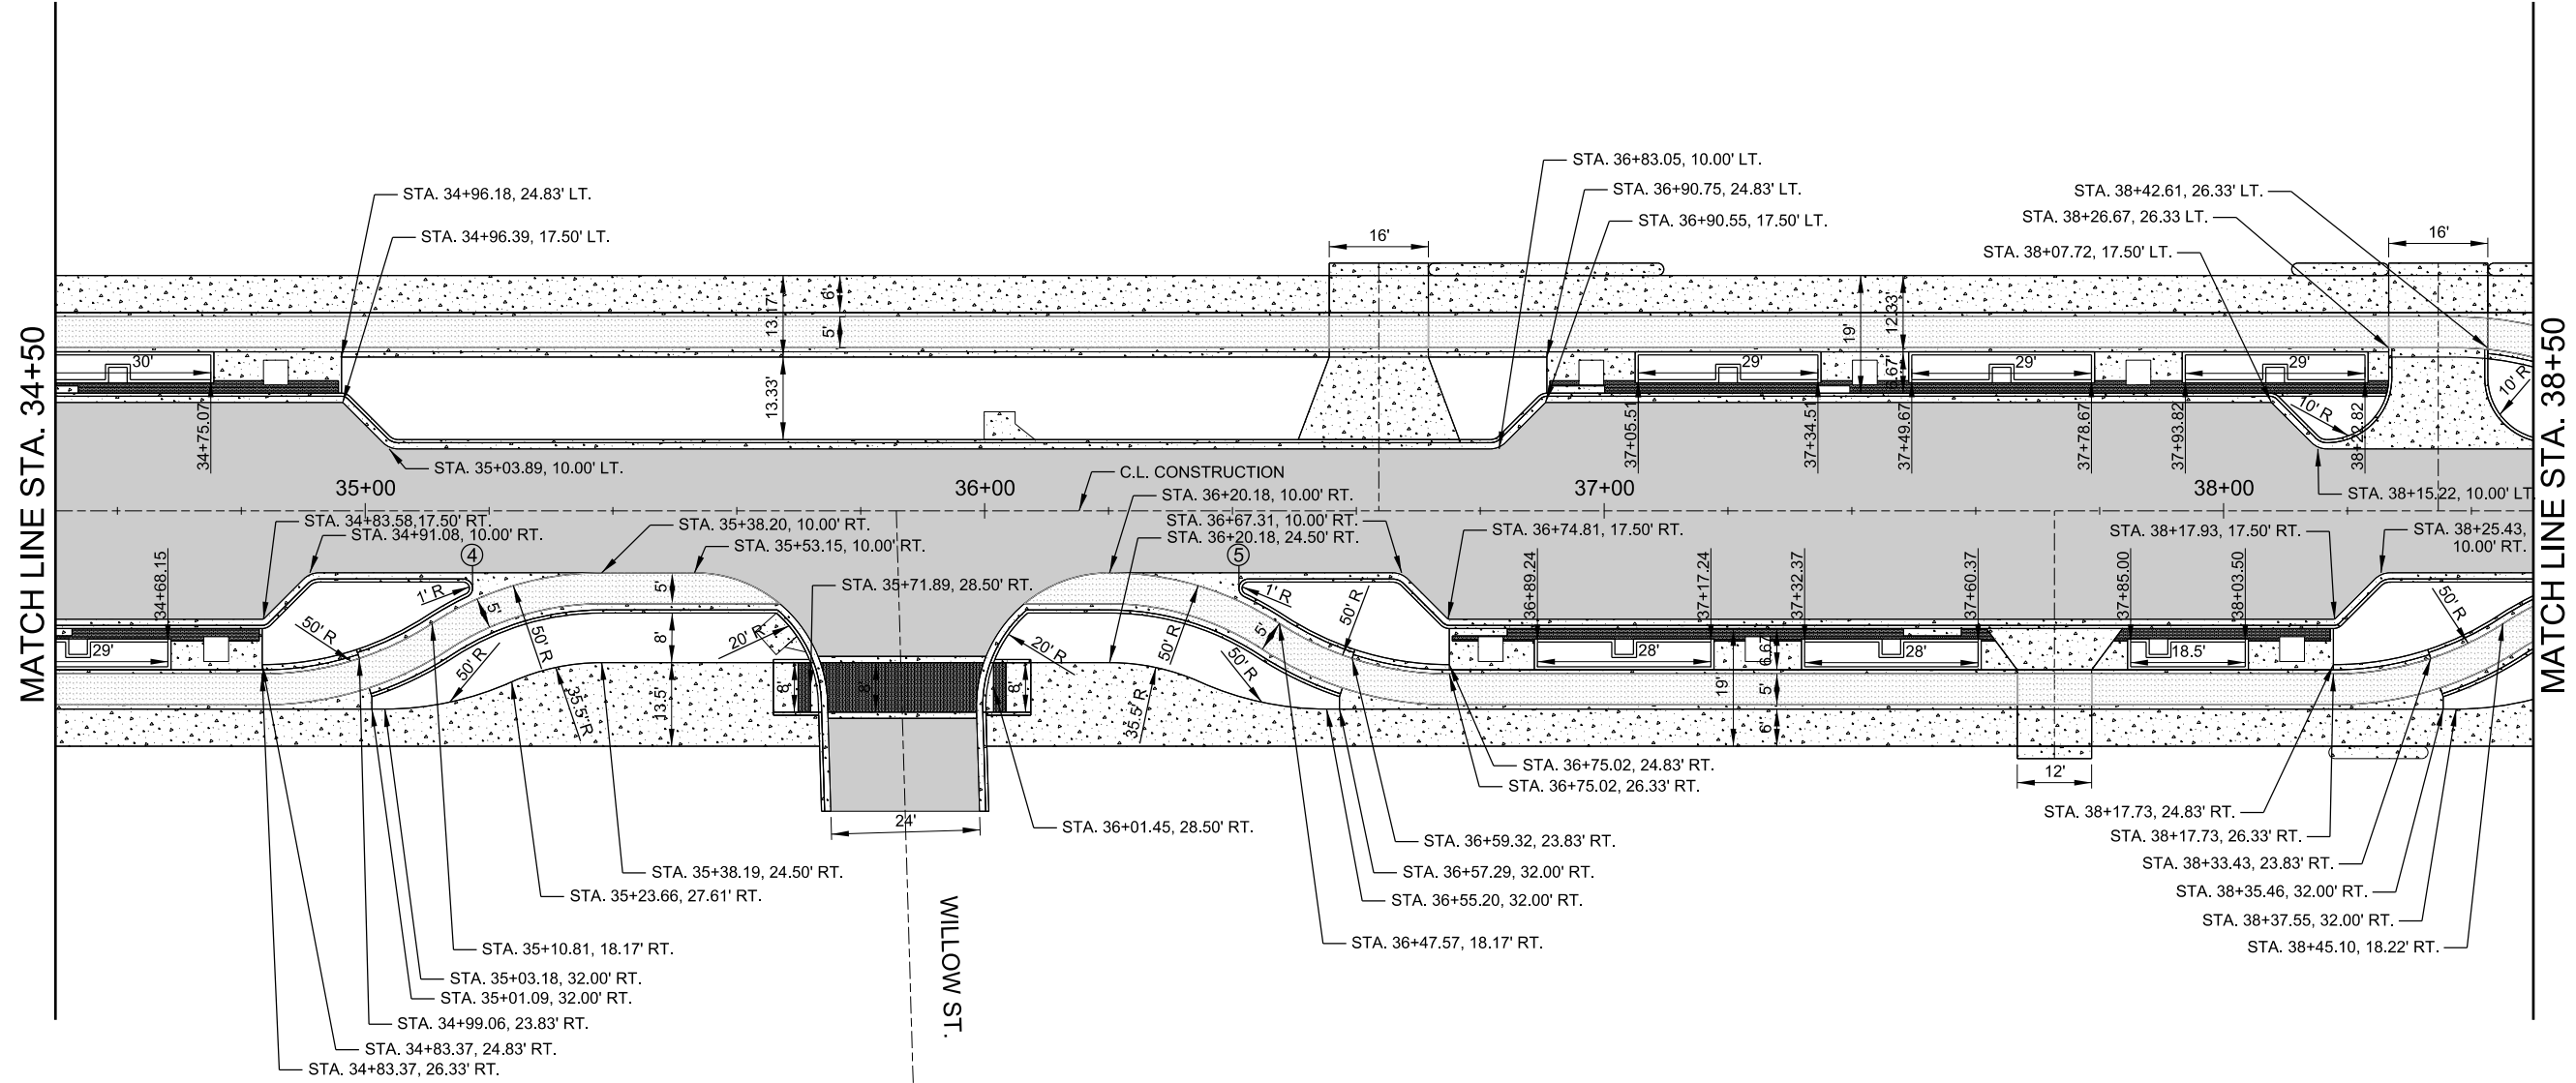 MATCH LINE STA. 34+50
MATCH LINE STA. 38+50
STA. 34+96.18, 24.83' LT.
STA. 34+96.39, 17.50' LT.
STA. 36+83.05, 10.00' LT.
STA. 36+90.75, 24.83' LT.
STA. 36+90.55, 17.50' LT.
STA. 38+42.61, 26.33' LT.
STA. 38+26.67, 26.33 LT.
STA. 38+07.72, 17.50' LT.
16'
16'
13.17'
6'
5'
13.33'
19'
12.33'
6.67'
30'
29'
29'
29'
10' R
10' R
34+75.07'
37+05.51
37+34.51
37+49.67
37+78.67
37+93.82
38+22.82
STA. 35+03.89, 10.00' LT.
C.L. CONSTRUCTION
35+00
36+00
37+00
38+00
STA. 38+15.22, 10.00' LT.
STA. 34+83.58,17.50' RT.
STA. 34+91.08, 10.00' RT.
STA. 35+38.20, 10.00' RT.
STA. 35+53.15, 10.00' RT.
STA. 36+20.18, 10.00' RT.
STA. 36+67.31, 10.00' RT.
STA. 36+20.18, 24.50' RT.
STA. 36+74.81, 17.50' RT.
STA. 38+17.93, 17.50' RT.
STA. 38+25.43,
10.00' RT.
4
5
STA. 35+71.89, 28.50' RT.
34+68.15
36+89.24
37+17.24
37+32.37
37+60.37
37+85.00
38+03.50
29'
50' R
1' R
5'
50' R
50' R
35.5' R
5'
8'
13.5'
20' R
8'
8'
8'
20' R
50' R
35.5' R
50' R
1' R
5'
50' R
28'
28'
18.5'
6.67'
19'
5'
6'
50' R
12'
24'
STA. 36+75.02, 24.83' RT.
STA. 36+75.02, 26.33' RT.
STA. 36+01.45, 28.50' RT.
STA. 36+59.32, 23.83' RT.
STA. 36+57.29, 32.00' RT.
STA. 36+55.20, 32.00' RT.
STA. 36+47.57, 18.17' RT.
STA. 38+17.73, 24.83' RT.
STA. 38+17.73, 26.33' RT.
STA. 38+33.43, 23.83' RT.
STA. 38+35.46, 32.00' RT.
STA. 38+37.55, 32.00' RT.
STA. 38+45.10, 18.22' RT.
STA. 35+38.19, 24.50' RT.
STA. 35+23.66, 27.61' RT.
STA. 35+10.81, 18.17' RT.
STA. 35+03.18, 32.00' RT.
STA. 35+01.09, 32.00' RT.
STA. 34+99.06, 23.83' RT.
STA. 34+83.37, 24.83' RT.
STA. 34+83.37, 26.33' RT.
WILLOW ST.